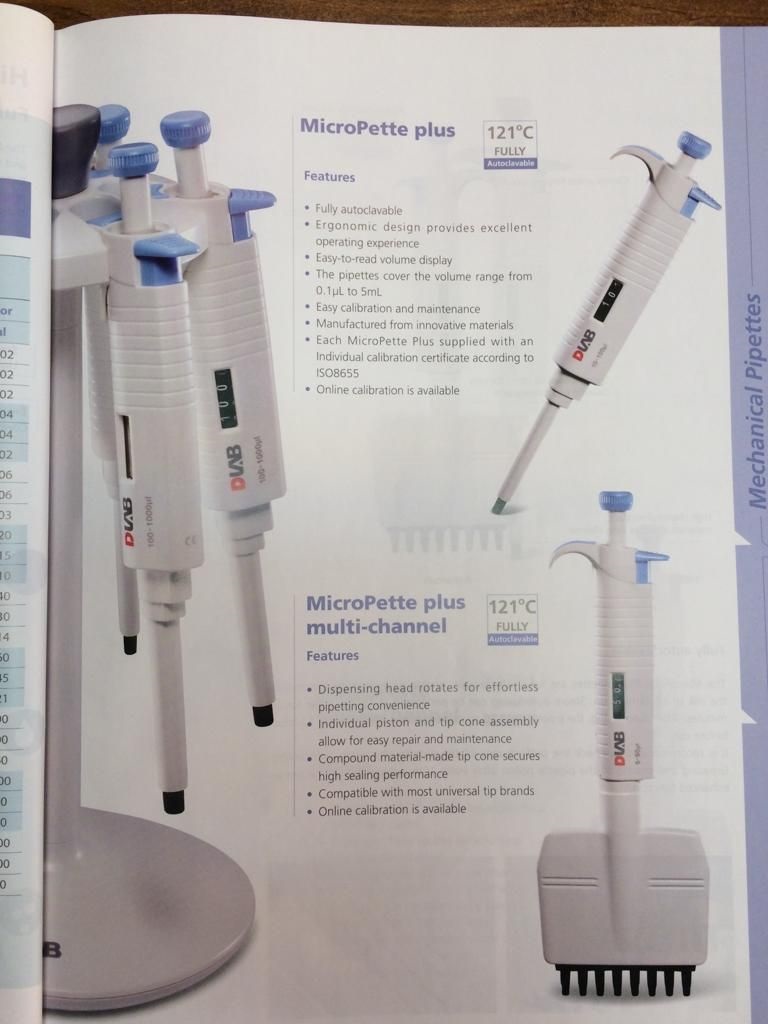 MicroPette plus
121°C
FULLY
Autoclavable
Features
• Fully autoclavable
• Ergonomic design provides excellent
operating experience
• Easy-to-read volume display
• The pipettes cover the volume range from
0.1µL to 5mL
• Easy calibration and maintenance
• Manufactured from innovative materials
• Each MicroPette Plus supplied with an
Individual calibration certificate according to
ISO8655
• Online calibration is available
DLAB
10-100µl
DLAB
100-1000µl
DLAB
100-1000µl
CE
Mechanical Pipettes
MicroPette plus
multi-channel
121°C
FULLY
Autoclavable
Features
• Dispensing head rotates for effortless
pipetting convenience
• Individual piston and tip cone assembly
allow for easy repair and maintenance
• Compound material-made tip cone secures
high sealing performance
• Compatible with most universal tip brands
• Online calibration is available
DLAB
5-50µl